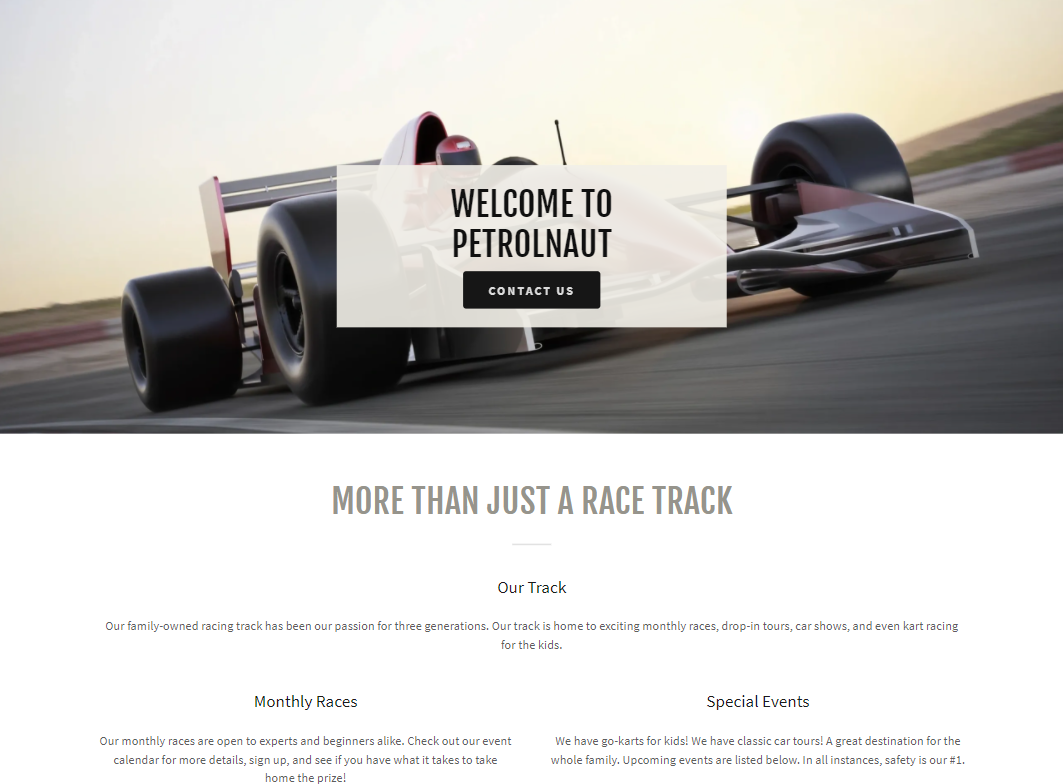 WELCOME TO
PETROLNAUT
CONTACT US
MORE THAN JUST A RACE TRACK
Our Track
Our family-owned racing track has been our passion for three generations. Our track is home to exciting monthly races, drop-in tours, car shows, and even kart racing
for the kids.
Monthly Races
Our monthly races are open to experts and beginners alike. Check out our event
calendar for more details, sign up, and see if you have what it takes to take
home the prize!
Special Events
We have go-karts for kids! We have classic car tours! A great destination for the
whole family. Upcoming events are listed below. In all instances, safety is our #1.